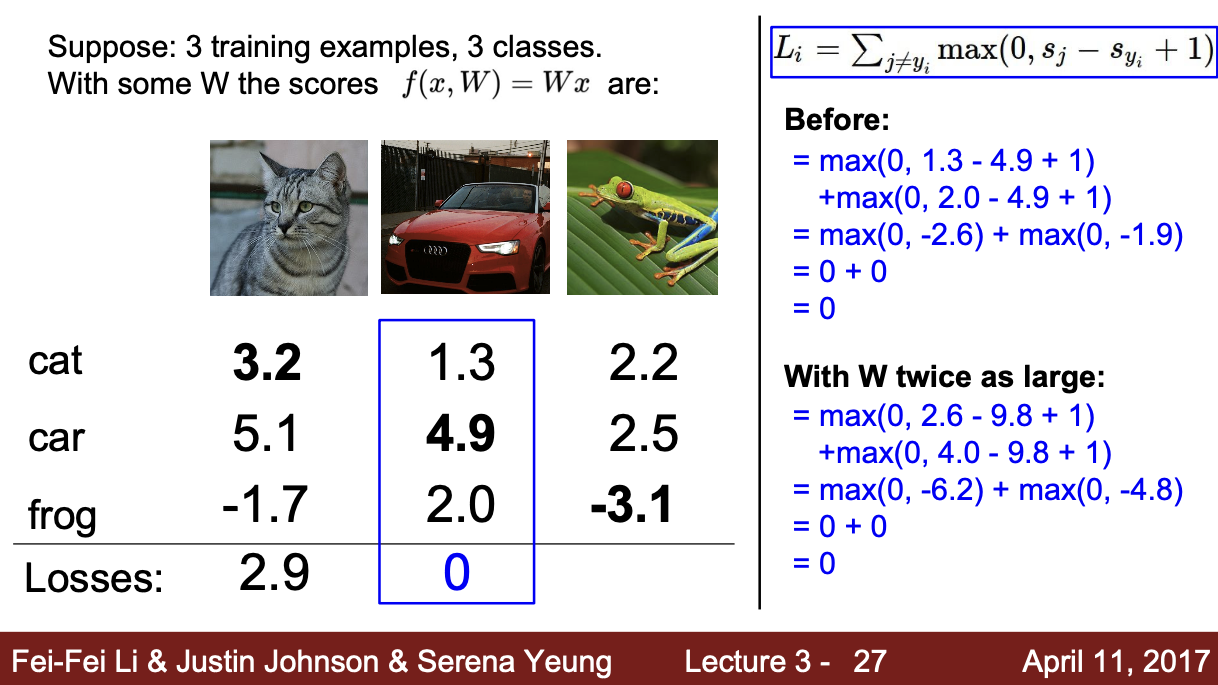 Suppose: 3 training examples, 3 classes.
With some W the scores f(x, W) = Wx are:
cat 3.2 1.3 2.2
car 5.1 4.9 2.5
frog -1.7 2.0 -3.1
Losses: 2.9 0
L_i = ∑_{j≠y_i} max(0, s_j − s_{y_i} + 1)
Before:
= max(0, 1.3 - 4.9 + 1)
+max(0, 2.0 - 4.9 + 1)
= max(0, -2.6) + max(0, -1.9)
= 0 + 0
= 0
With W twice as large:
= max(0, 2.6 - 9.8 + 1)
+max(0, 4.0 - 9.8 + 1)
= max(0, -6.2) + max(0, -4.8)
= 0 + 0
= 0
Fei-Fei Li & Justin Johnson & Serena Yeung Lecture 3 - 27 April 11, 2017